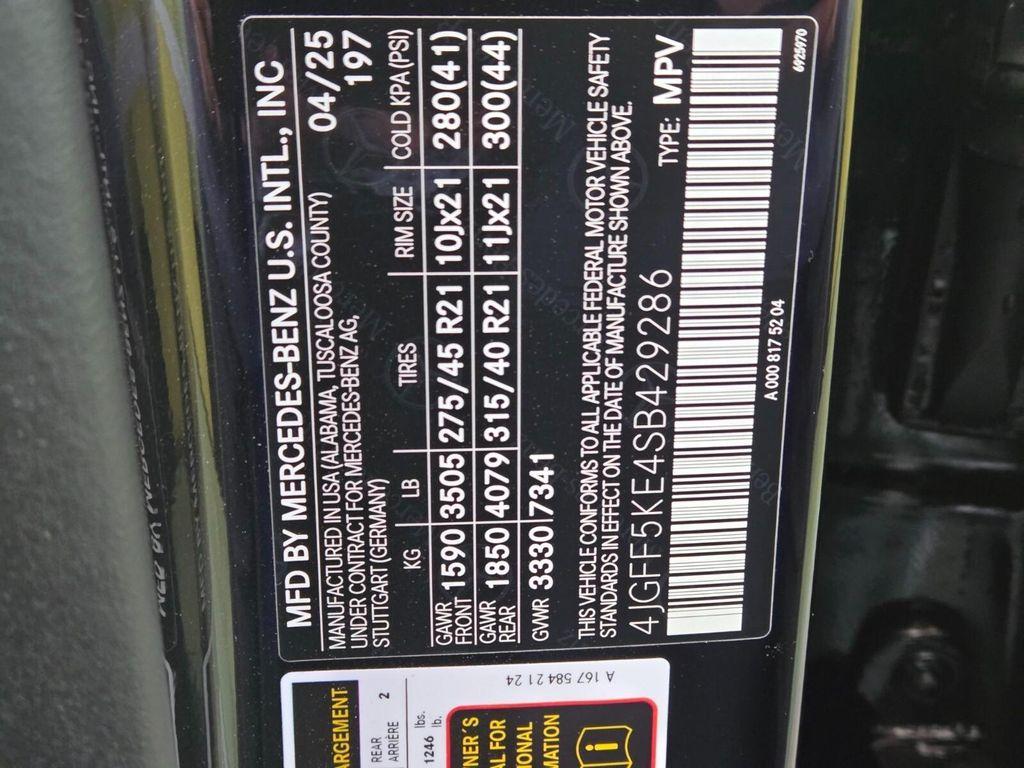 MFD BY MERCEDES-BENZ U.S. INTL., INC
MANUFACTURED IN USA (ALABAMA, TUSCALOOSA COUNTY) 04/25
UNDER CONTRACT FOR MERCEDES-BENZ AG, 197
STUTTGART (GERMANY)
KG LB TIRES RIM SIZE COLD KPA (PSI)
GAWR FRONT 1590 3505 275/45 R21 10Jx21 280(41)
GAWR REAR 1850 4079 315/40 R21 11Jx21 300(44)
GVWR 3330 7341
THIS VEHICLE CONFORMS TO ALL APPLICABLE FEDERAL MOTOR VEHICLE SAFETY
STANDARDS IN EFFECT ON THE DATE OF MANUFACTURE SHOWN ABOVE.
4JGFF5KE4SB429286 TYPE: MPV
A 000 817 52 04
6925970
REAR
ARRIÈRE 2
1246 lbs.
lb.
A 167 584 21 24